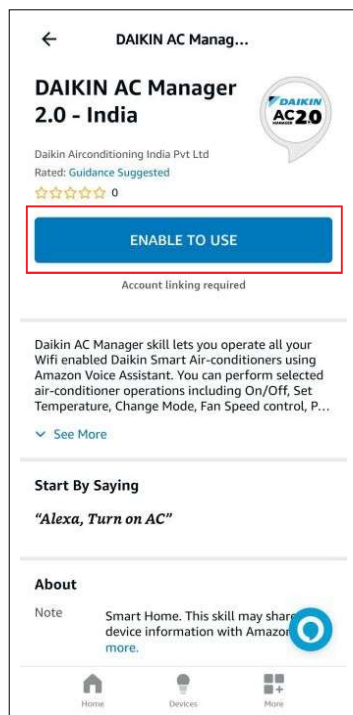 DAIKIN AC Manag...
DAIKIN AC Manager
2.0 - India
DAIKIN
AC 2.0
MANAGER
Daikin Airconditioning India Pvt Ltd
Rated: Guidance Suggested
0
ENABLE TO USE
Account linking required
Daikin AC Manager skill lets you operate all your
Wifi enabled Daikin Smart Air-conditioners using
Amazon Voice Assistant. You can perform selected
air-conditioner operations including On/Off, Set
Temperature, Change Mode, Fan Speed control, P...
See More
Start By Saying
“Alexa, Turn on AC”
About
Note
Smart Home. This skill may share
device information with Amazon
more.
Home Devices More